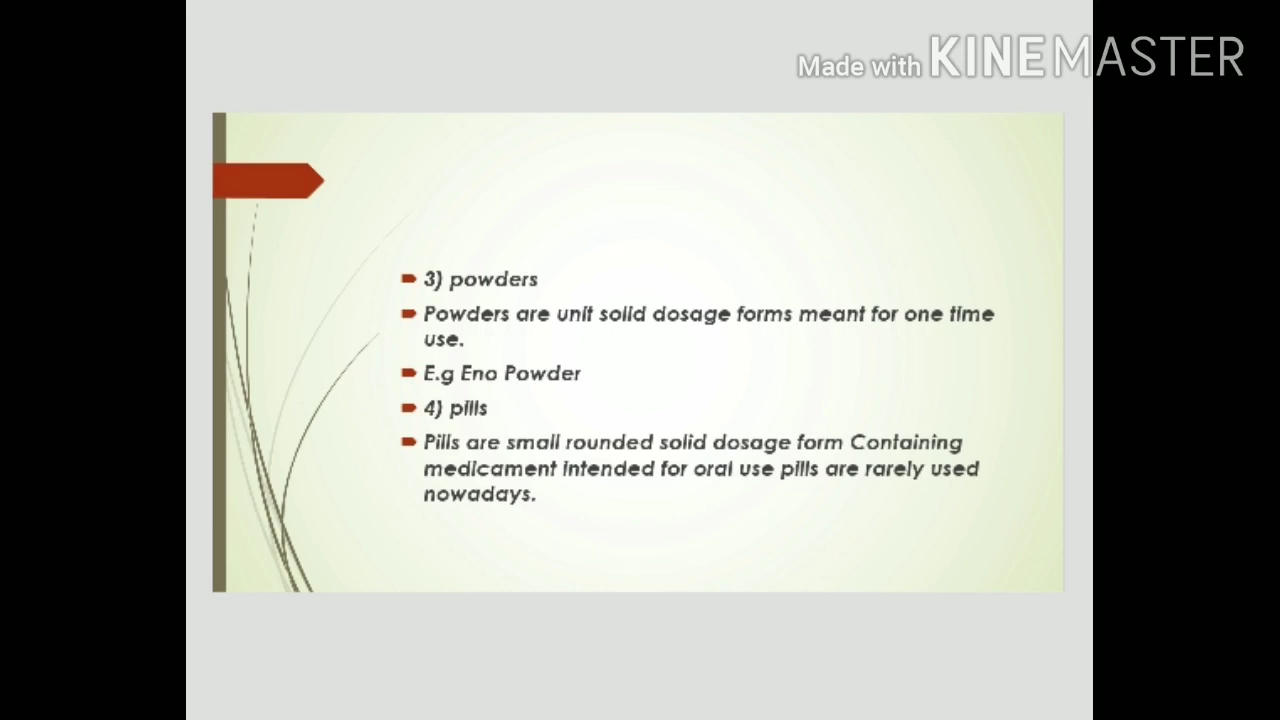 Made with KINEMASTER
3) powders
Powders are unit solid dosage forms meant for one time
use.
E.g Eno Powder
4) pills
Pills are small rounded solid dosage form Containing
medicament intended for oral use pills are rarely used
nowadays.